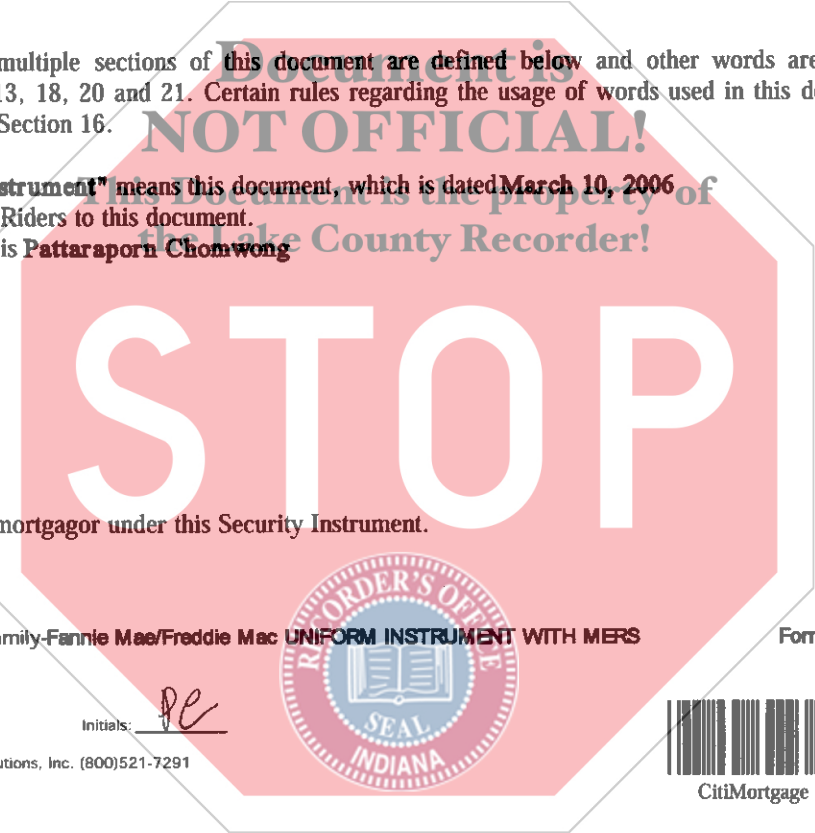 multiple sections of this document are defined below and other words are
13, 18, 20 and 21. Certain rules regarding the usage of words used in this
Section 16.
Document is
NOT OFFICIAL!
This Document is the property of
the Lake County Recorder!
strument" means this document, which is dated March 10, 2006
Riders to this document.
is Pattaraporn Chomwong
STOP
mortgagor under this Security Instrument.
RECORDER'S OFFICE
SEAL
INDIANA
mily-Fannie Mae/Freddie Mac UNIFORM INSTRUMENT WITH MERS
Form
Initials: PC
utions, Inc. (800)521-7291
CitiMortgage